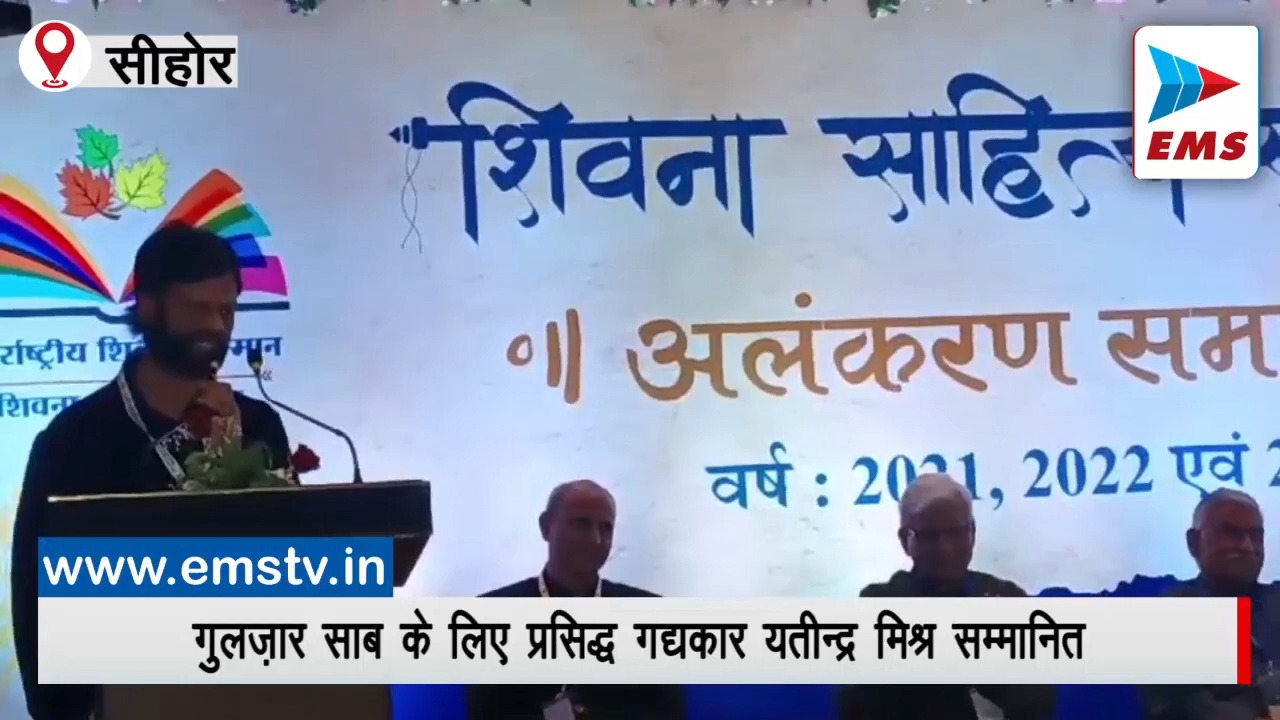 सीहोर
EMS
शिवना साहित्य
॥ अलंकरण सम
वर्ष : 2021, 2022 एवं 2
र्राष्ट्रीय
शिवना
www.emstv.in
गुलज़ार साब के लिए प्रसिद्ध गद्यकार यतीन्द्र मिश्र सम्मानित